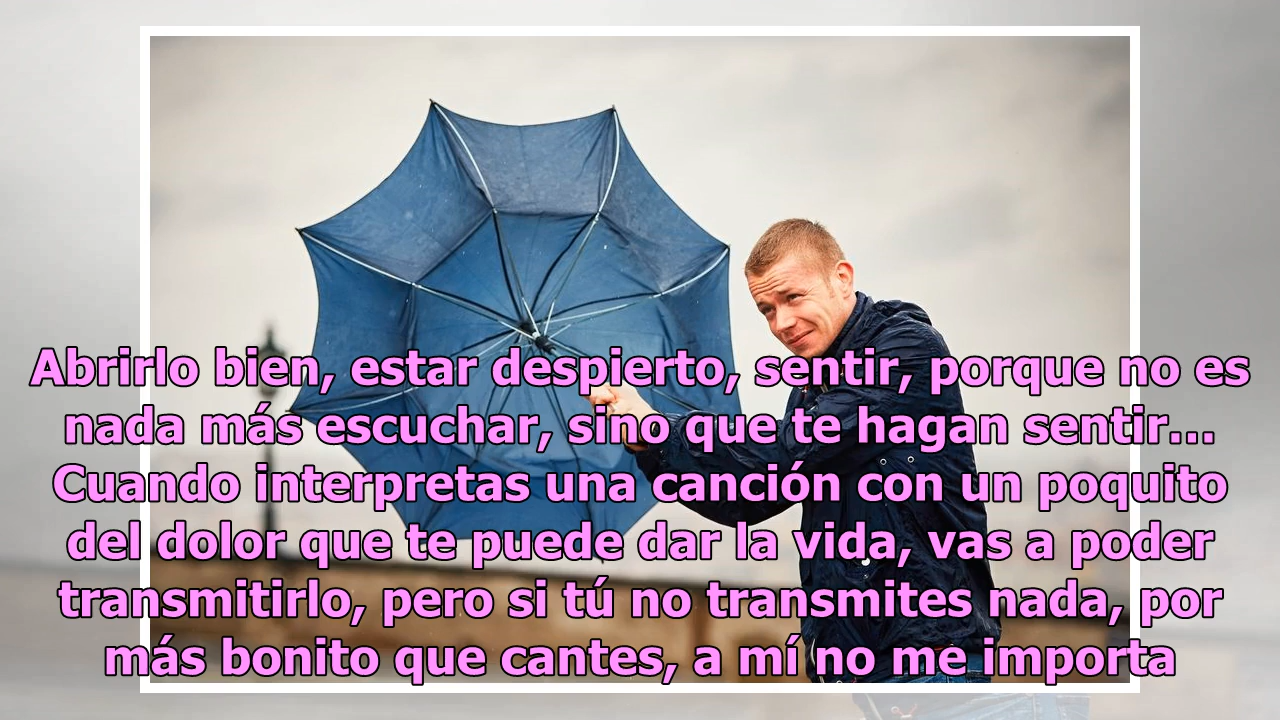 Abrirlo bien, estar despierto, sentir, porque no es
nada más escuchar, sino que te hagan sentir...
Cuando interpretas una canción con un poquito
del dolor que te puede dar la vida, vas a poder
transmitirlo, pero si tú no transmites nada, por
más bonito que cantes, a mí no me importa